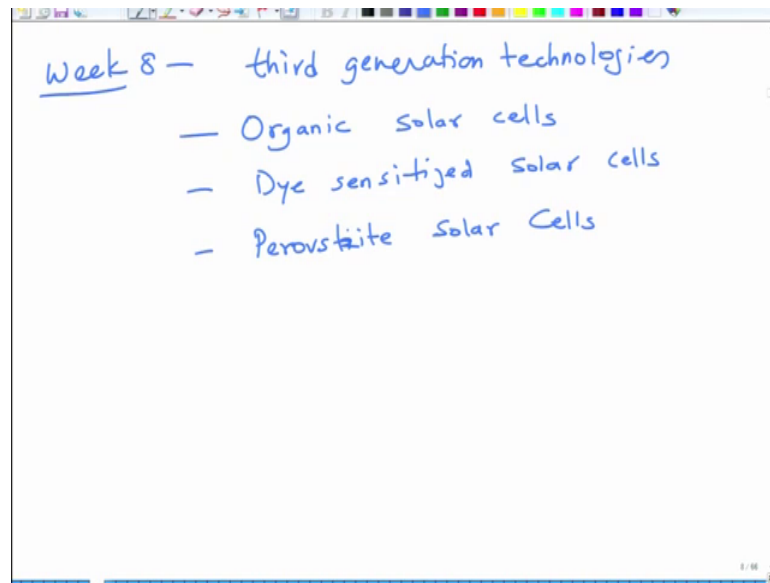 Week 8 — third generation technologies
— Organic solar cells
— Dye sensitized solar cells
— Perovskite Solar Cells